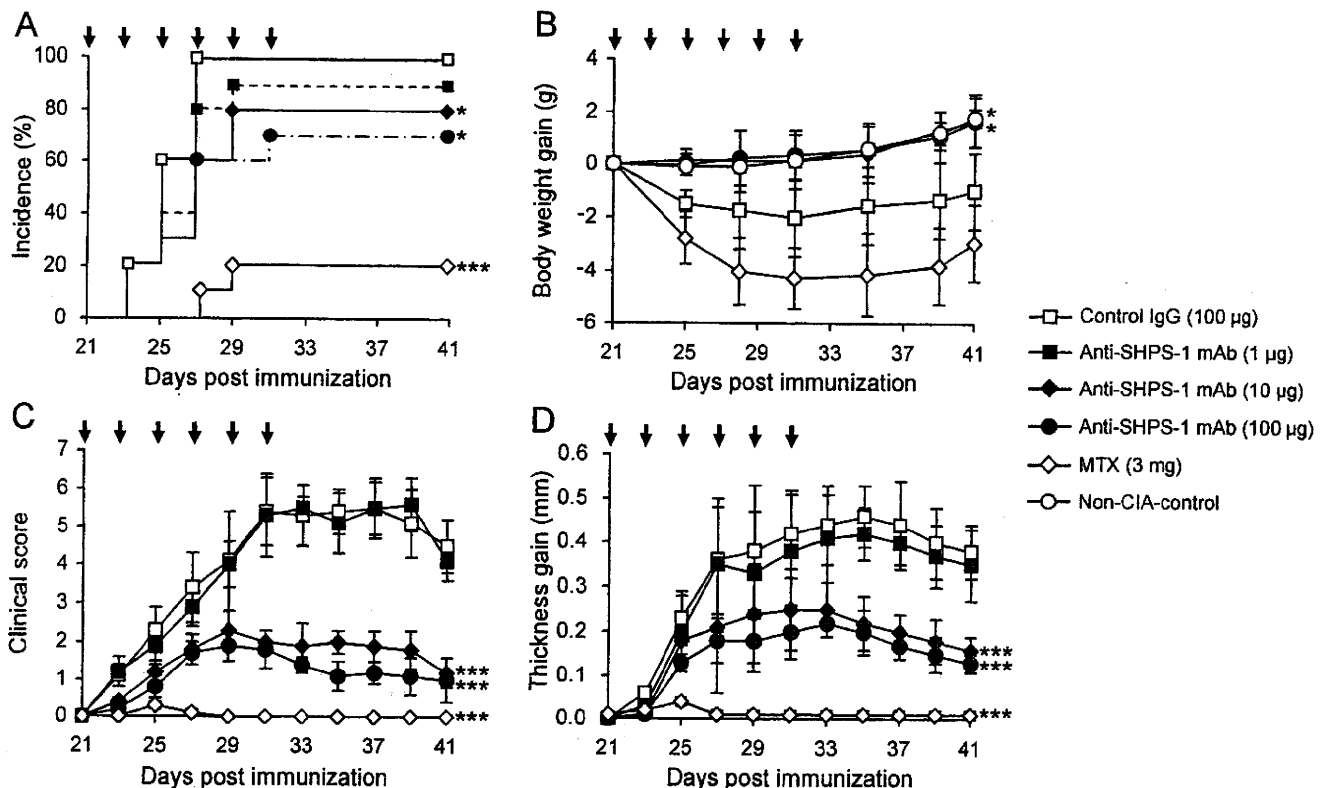 A
Incidence (%)
100
80
60
40
20
0
*
*
***
21 25 29 33 37 41
Days post immunization
B
Body weight gain (g)
4
2
0
-2
-4
-6
*
*
21 25 29 33 37 41
Days post immunization
C
Clinical score
7
6
5
4
3
2
1
0
***
***
***
21 25 29 33 37 41
Days post immunization
D
Thickness gain (mm)
0.6
0.5
0.4
0.3
0.2
0.1
0.0
***
***
***
21 25 29 33 37 41
Days post immunization
Control IgG (100 µg)
Anti-SHPS-1 mAb (1 µg)
Anti-SHPS-1 mAb (10 µg)
Anti-SHPS-1 mAb (100 µg)
MTX (3 mg)
Non-CIA-control